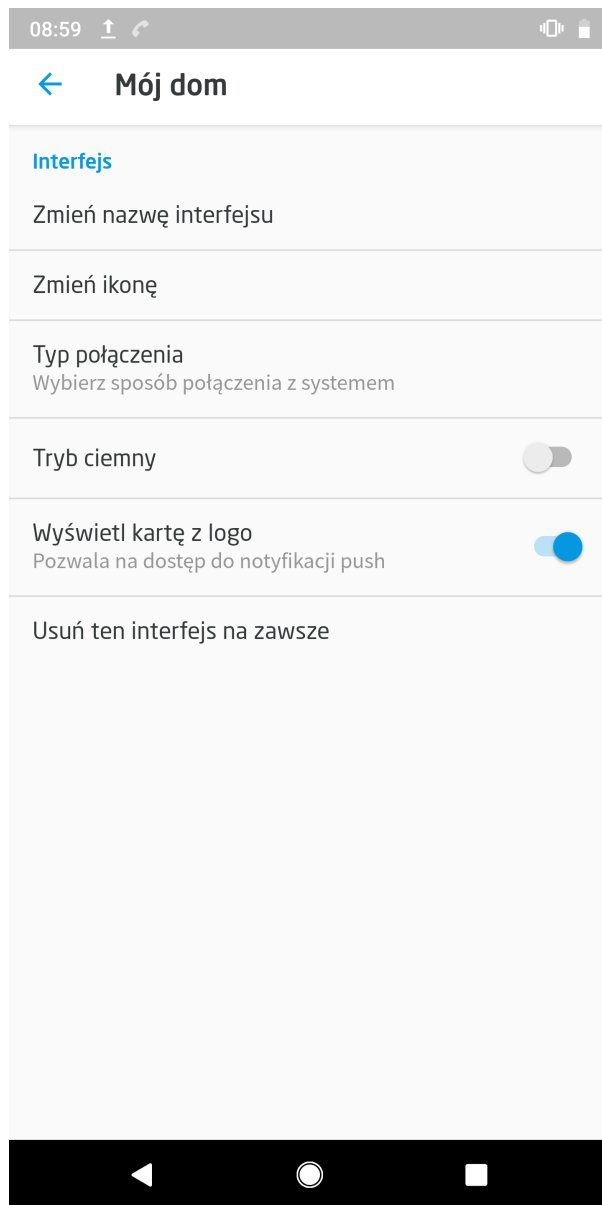 08:59
Mój dom
Interfejs
Zmień nazwę interfejsu
Zmień ikonę
Typ połączenia
Wybierz sposób połączenia z systemem
Tryb ciemny
Wyświetl kartę z logo
Pozwala na dostęp do notyfikacji push
Usuń ten interfejs na zawsze